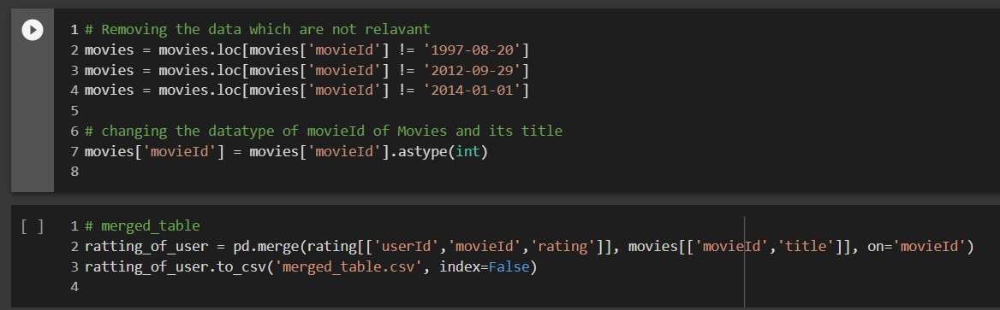 1 # Removing the data which are not relavant
2 movies = movies.loc[movies['movieId'] != '1997-08-20']
3 movies = movies.loc[movies['movieId'] != '2012-09-29']
4 movies = movies.loc[movies['movieId'] != '2014-01-01']
5
6 # changing the datatype of movieId of Movies and its title
7 movies['movieId'] = movies['movieId'].astype(int)
8
[ ] 1 # merged_table
2 ratting_of_user = pd.merge(rating[['userId','movieId','rating']], movies[['movieId','title']], on='movieId')
3 ratting_of_user.to_csv('merged_table.csv', index=False)
4